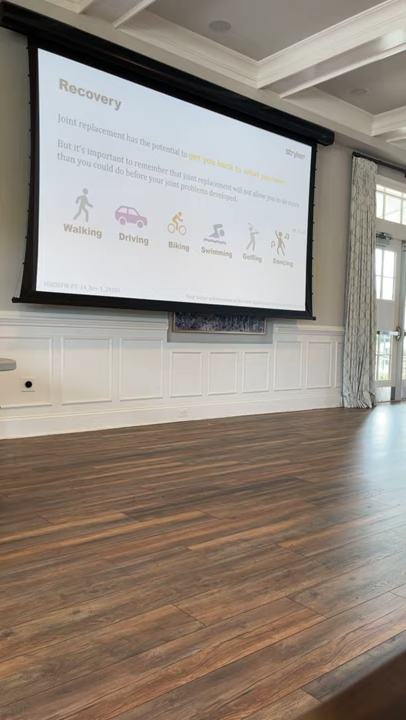 Recovery
stryker
Joint replacement has the potential to get you back to what you
But it's important to remember that joint replacement will not allow you to do more
than you could do before your joint problems developed.
Walking
Driving
Biking
Swimming
Golfing
Dancing